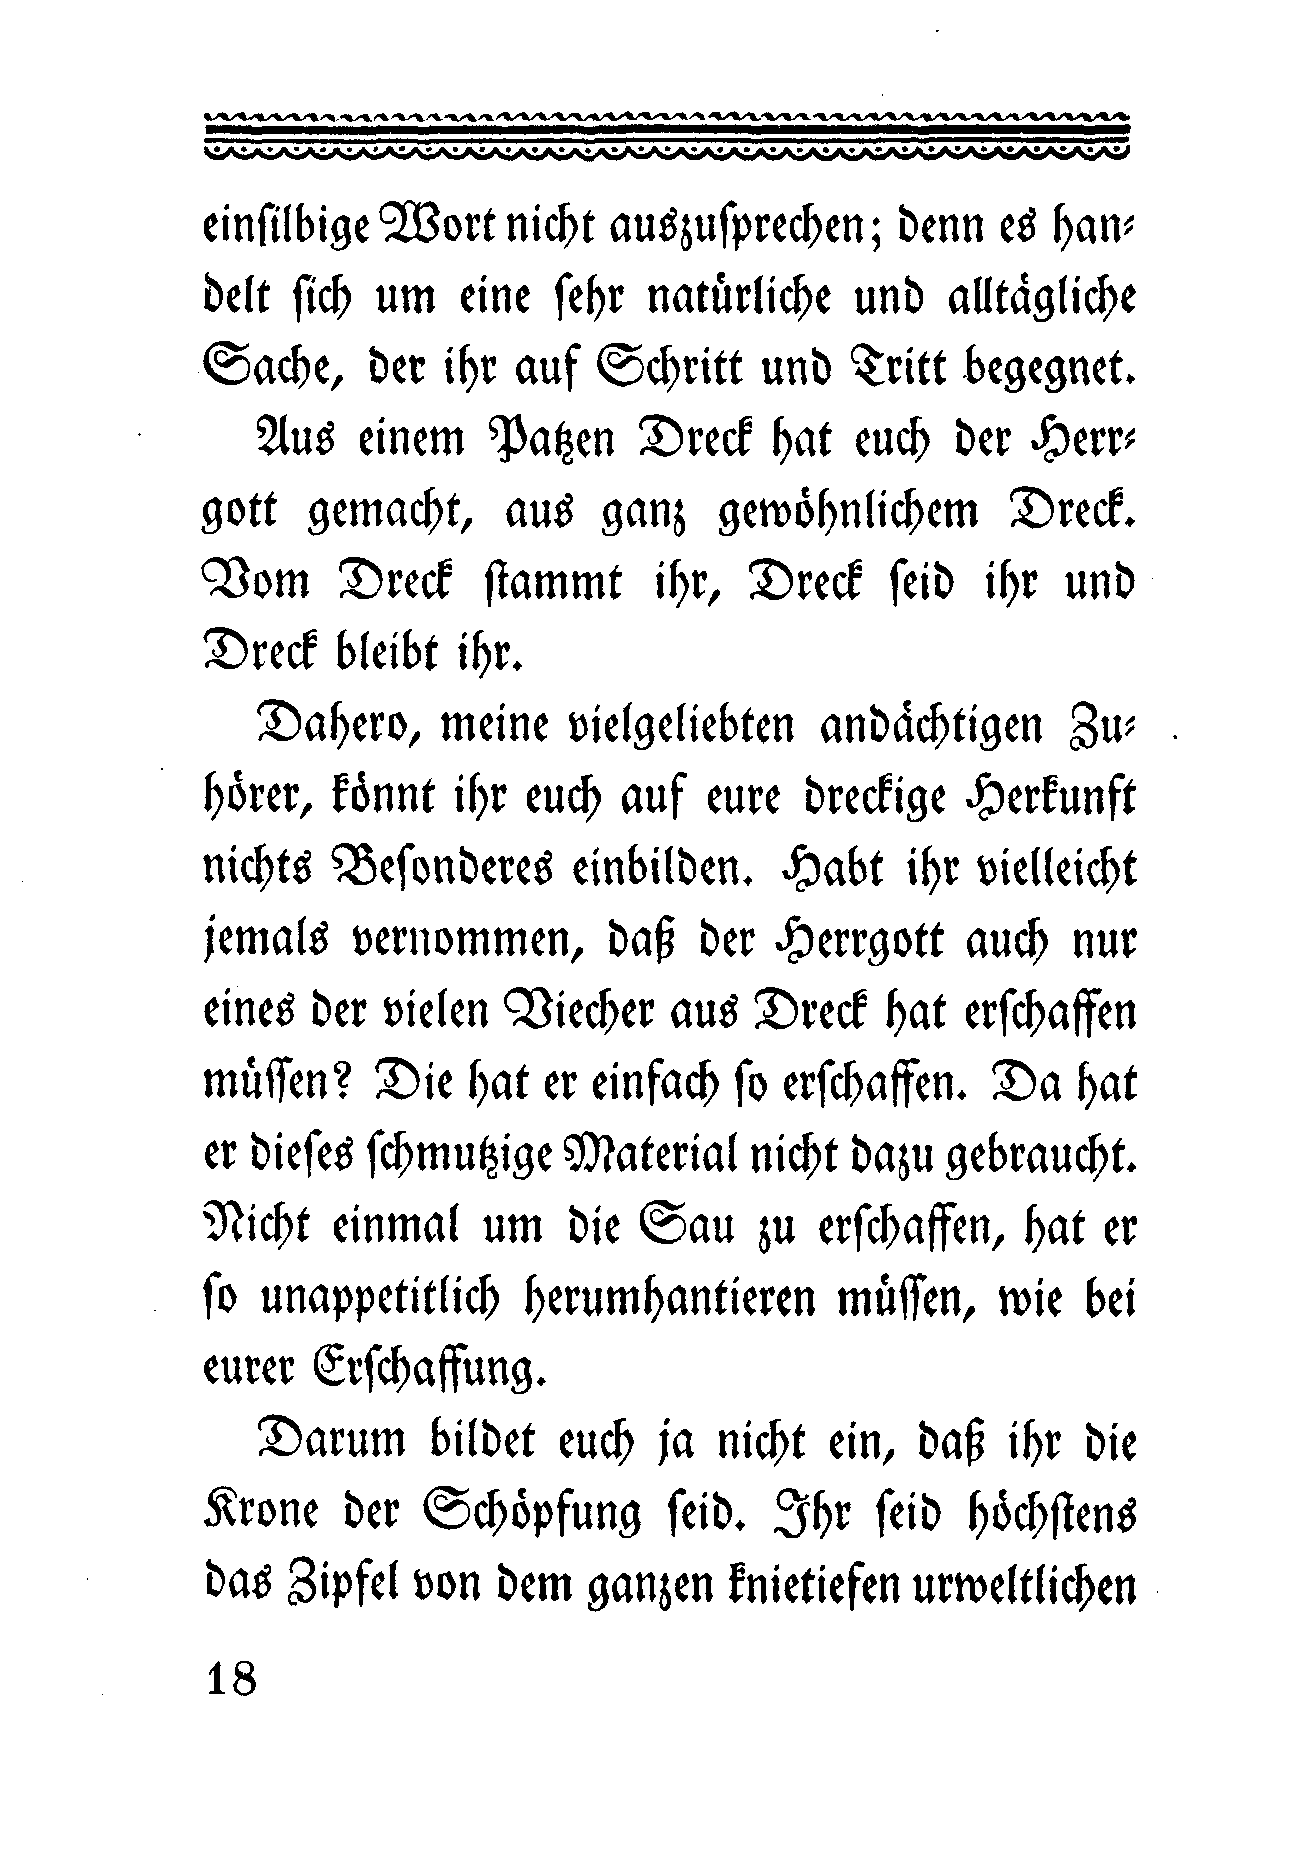 einsilbige Wort nicht auszusprechen; denn es han-
delt sich um eine sehr natürliche und alltägliche
Sache, der ihr auf Schritt und Tritt begegnet.
Aus einem Patzen Dreck hat euch der Herr-
gott gemacht, aus ganz gewöhnlichem Dreck.
Vom Dreck stammt ihr, Dreck seid ihr und
Dreck bleibt ihr.
Dahero, meine vielgeliebten andächtigen Zu-
hörer, könnt ihr euch auf eure dreckige Herkunft
nichts Besonderes einbilden. Habt ihr vielleicht
jemals vernommen, daß der Herrgott auch nur
eines der vielen Viecher aus Dreck hat erschaffen
müssen? Die hat er einfach so erschaffen. Da hat
er dieses schmutzige Material nicht dazu gebraucht.
Nicht einmal um die Sau zu erschaffen, hat er
so unappetitlich herumhantieren müssen, wie bei
eurer Erschaffung.
Darum bildet euch ja nicht ein, daß ihr die
Krone der Schöpfung seid. Ihr seid höchstens
das Zipfel von dem ganzen knietiefen urweltlichen
18